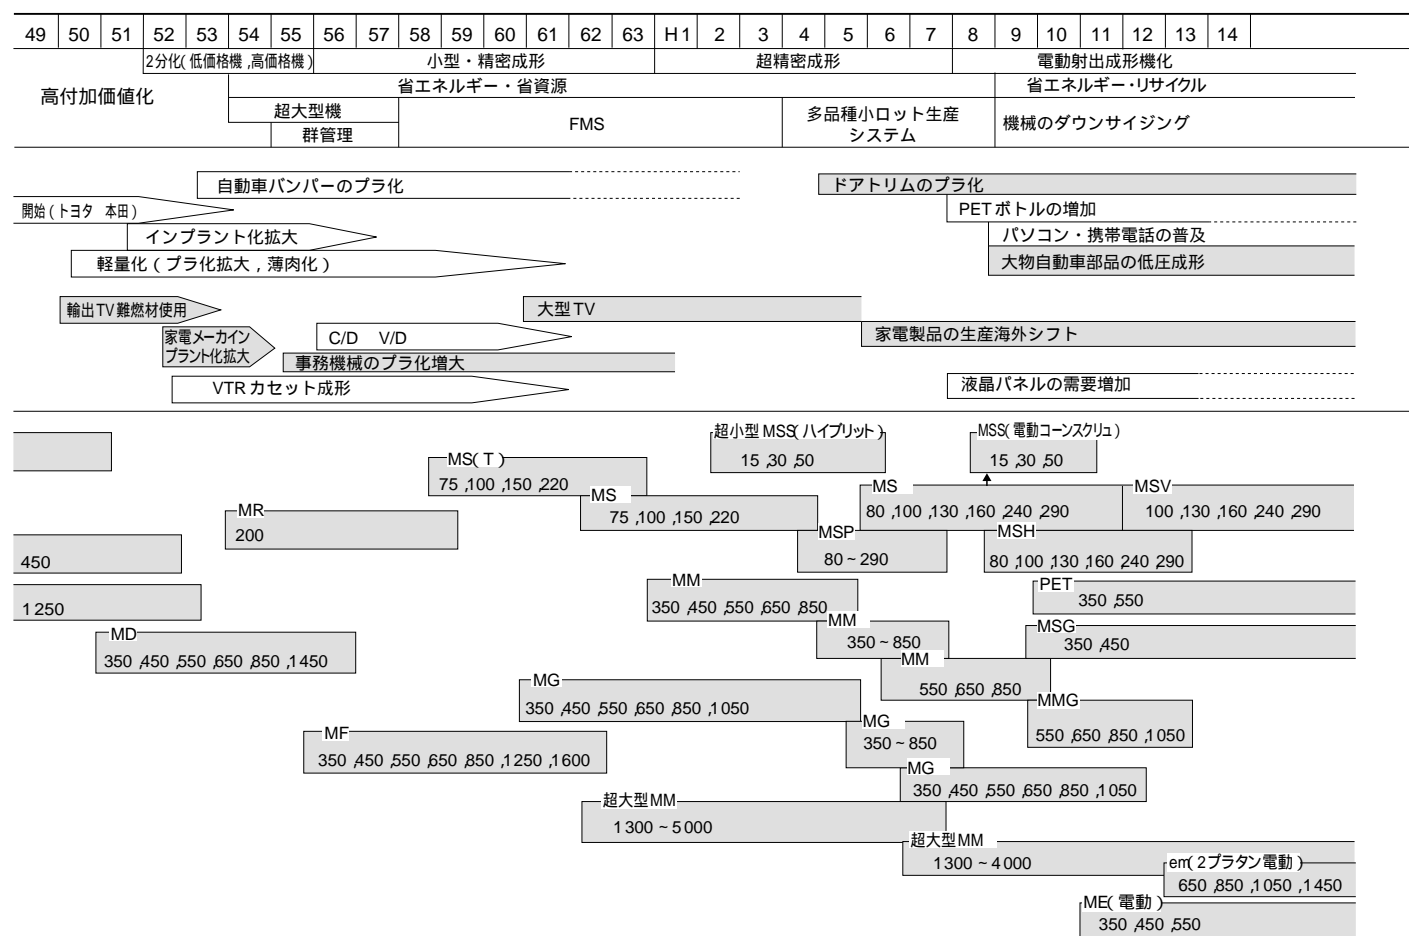 49 50 51 52 53 54 55 56 57 58 59 60 61 62 63 H1 2 3 4 5 6 7 8 9 10 11 12 13 14
2分化(低価格機,高価格機) 小型・精密成形 超精密成形 電動射出成形機化
高付加価値化 省エネルギー・省資源 省エネルギー・リサイクル
超大型機 FMS 多品種小ロット生産
システム 機械のダウンサイジング
群管理
自動車バンパーのプラ化 ドアトリムのプラ化
開始(トヨタ 本田) PETボトルの増加
インプラント化拡大 パソコン・携帯電話の普及
軽量化(プラ化拡大,薄肉化) 大物自動車部品の低圧成形
輸出TV難燃材使用 大型TV
家電メーカイン
プラント化拡大 C/D V/D 家電製品の生産海外シフト
事務機械のプラ化増大
VTRカセット成形 液晶パネルの需要増加
超小型MSS(ハイブリット) MSS(電動コーンスクリュ)
15,30,50 15,30,50
MS(T)
75,100,150,220
MS MS MSV
75,100,150,220 80,100,130,160,240,290 100,130,160,240,290
MR
200
MSP MSH
80~290 80,100,130,160,240,290
450
MM PET
350,450,550,650,850 350,550
1250
MM MSG
350~850 350,450
MD
350,450,550,650,850,1450
MM
550,650,850
MG MMG
350,450,550,650,850,1050 550,650,850,1050
MG
350~850
MF
350,450,550,650,850,1250,1600
MG
350,450,550,650,850,1050
超大型MM
1300~5000
超大型MM
1300~4000
em(2プラタン電動)
650,850,1050,1450
ME(電動)
350,450,550